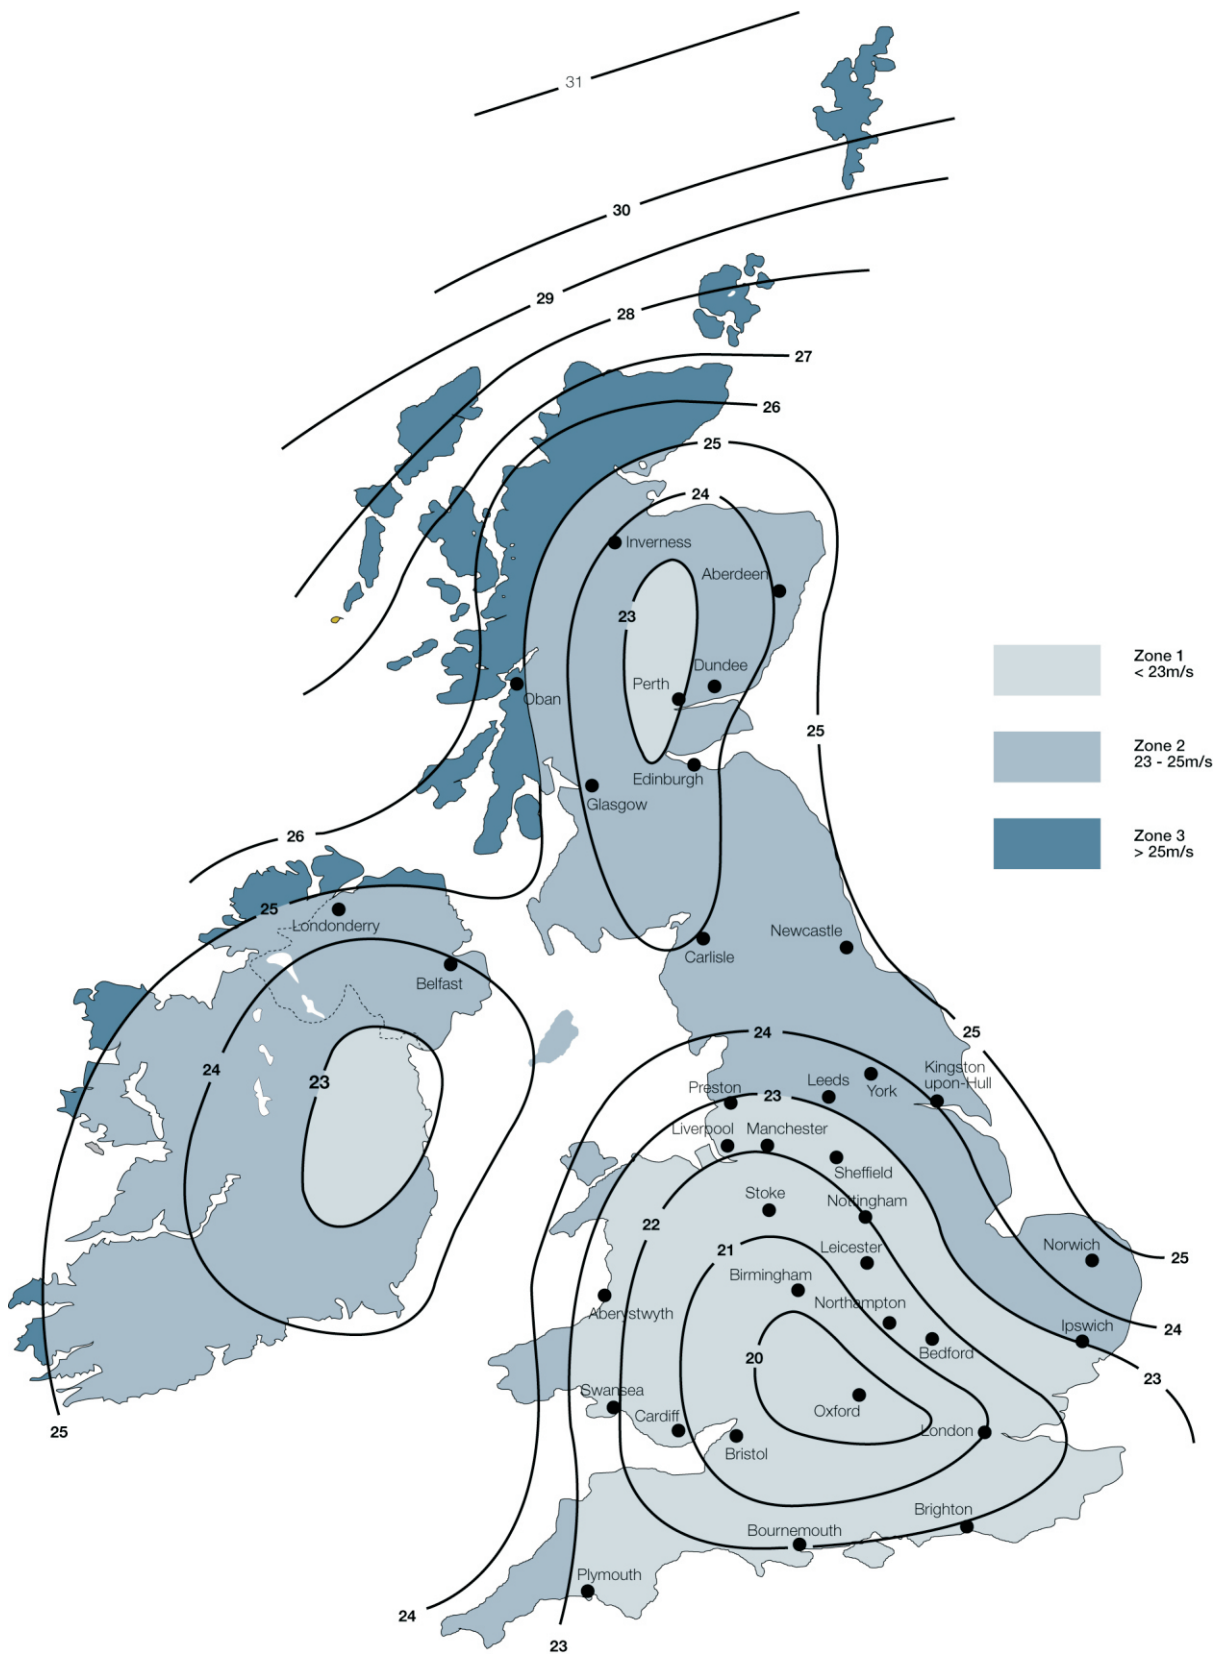 31
30
29
28
27
26
25
24
Inverness
Aberdeen
23
Dundee
Perth
Oban
25
Edinburgh
Glasgow
26
25
Londonderry
Newcastle
Carlisle
Belfast
25
24
24
23
Kingston
upon-Hull
Leeds
York
Preston
23
Liverpool
Manchester
Sheffield
Stoke
Nottingham
22
21
Leicester
Norwich
25
Birmingham
Northampton
Aberystwyth
Ipswich
24
Bedford
20
23
Swansea
Oxford
Cardiff
London
25
Bristol
Brighton
Bournemouth
Plymouth
24
23
Zone 1
< 23m/s
Zone 2
23 - 25m/s
Zone 3
> 25m/s